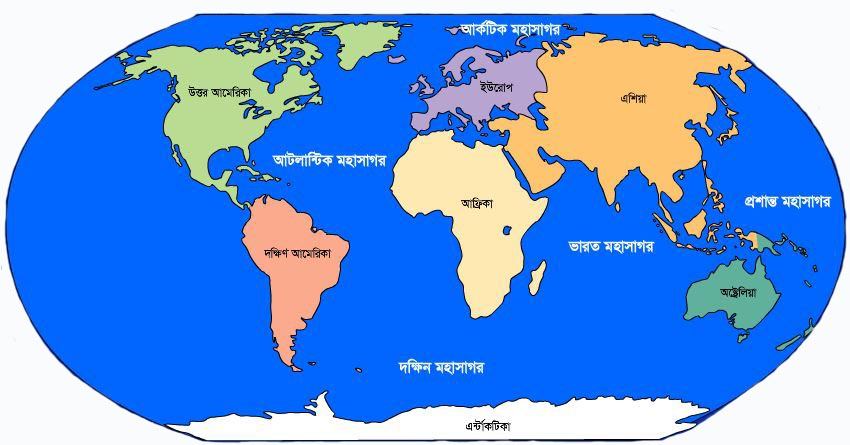 আর্কটিক মহাসাগর
উত্তর আমেরিকা
ইউরোপ
এশিয়া
আটলান্টিক মহাসাগর
আফ্রিকা
প্রশান্ত মহাসাগর
দক্ষিণ আমেরিকা
ভারত মহাসাগর
অষ্ট্রেলিয়া
দক্ষিন মহাসাগর
এন্টার্কটিকা